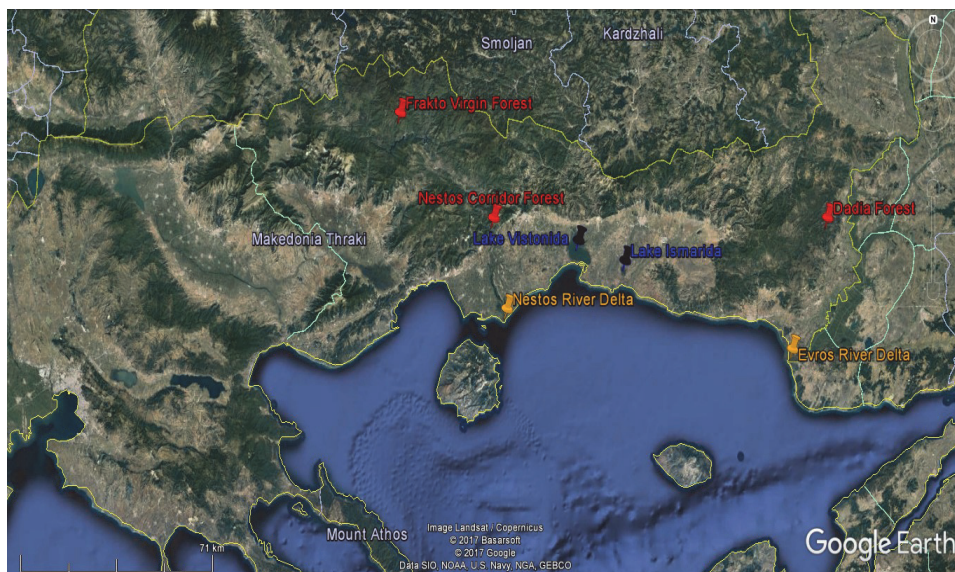 N
Smoljan
Kardzhali
Frakto Virgin Forest
Nestos Corridor Forest
Dadia Forest
Makedonia Thraki
Lake Vistonida
Lake Ismarida
Nestos River Delta
Evros River Delta
Mount Athos
Image Landsat / Copernicus
© 2017 Basarsoft
© 2017 Google
Data SIO, NOAA, U.S. Navy, NGA, GEBCO
71 km
Google Earth